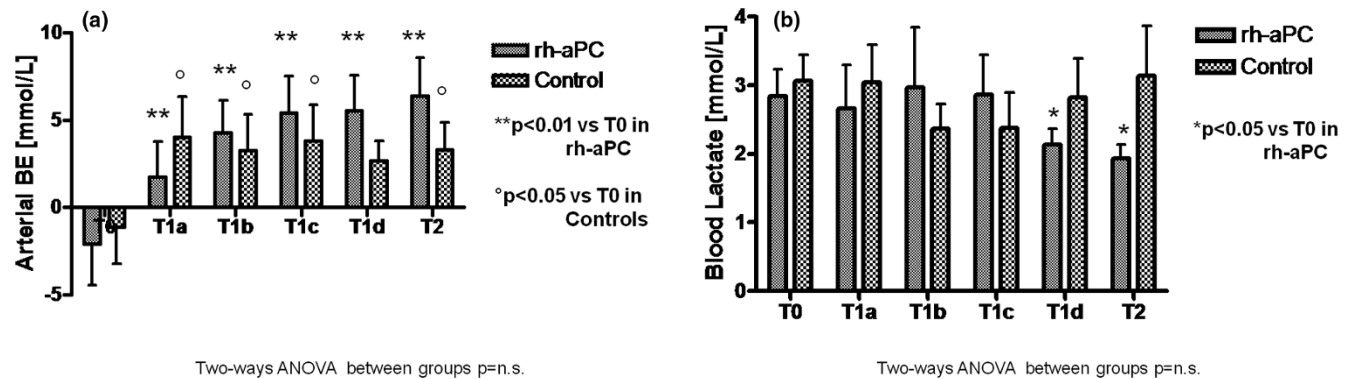 (a)
Arterial BE [mmol/L]
10
5
0
-5
**
**
**
**
**
°
°
°
°
T0
T1a
T1b
T1c
T1d
T2
rh-aPC
Control
**p<0.01 vs T0 in
rh-aPC
°p<0.05 vs T0 in
Controls
Two-ways ANOVA between groups p=n.s.
(b)
Blood Lactate [mmol/L]
4
3
2
1
0
*
*
T0
T1a
T1b
T1c
T1d
T2
rh-aPC
Control
*p<0.05 vs T0 in
rh-aPC
Two-ways ANOVA between groups p=n.s.